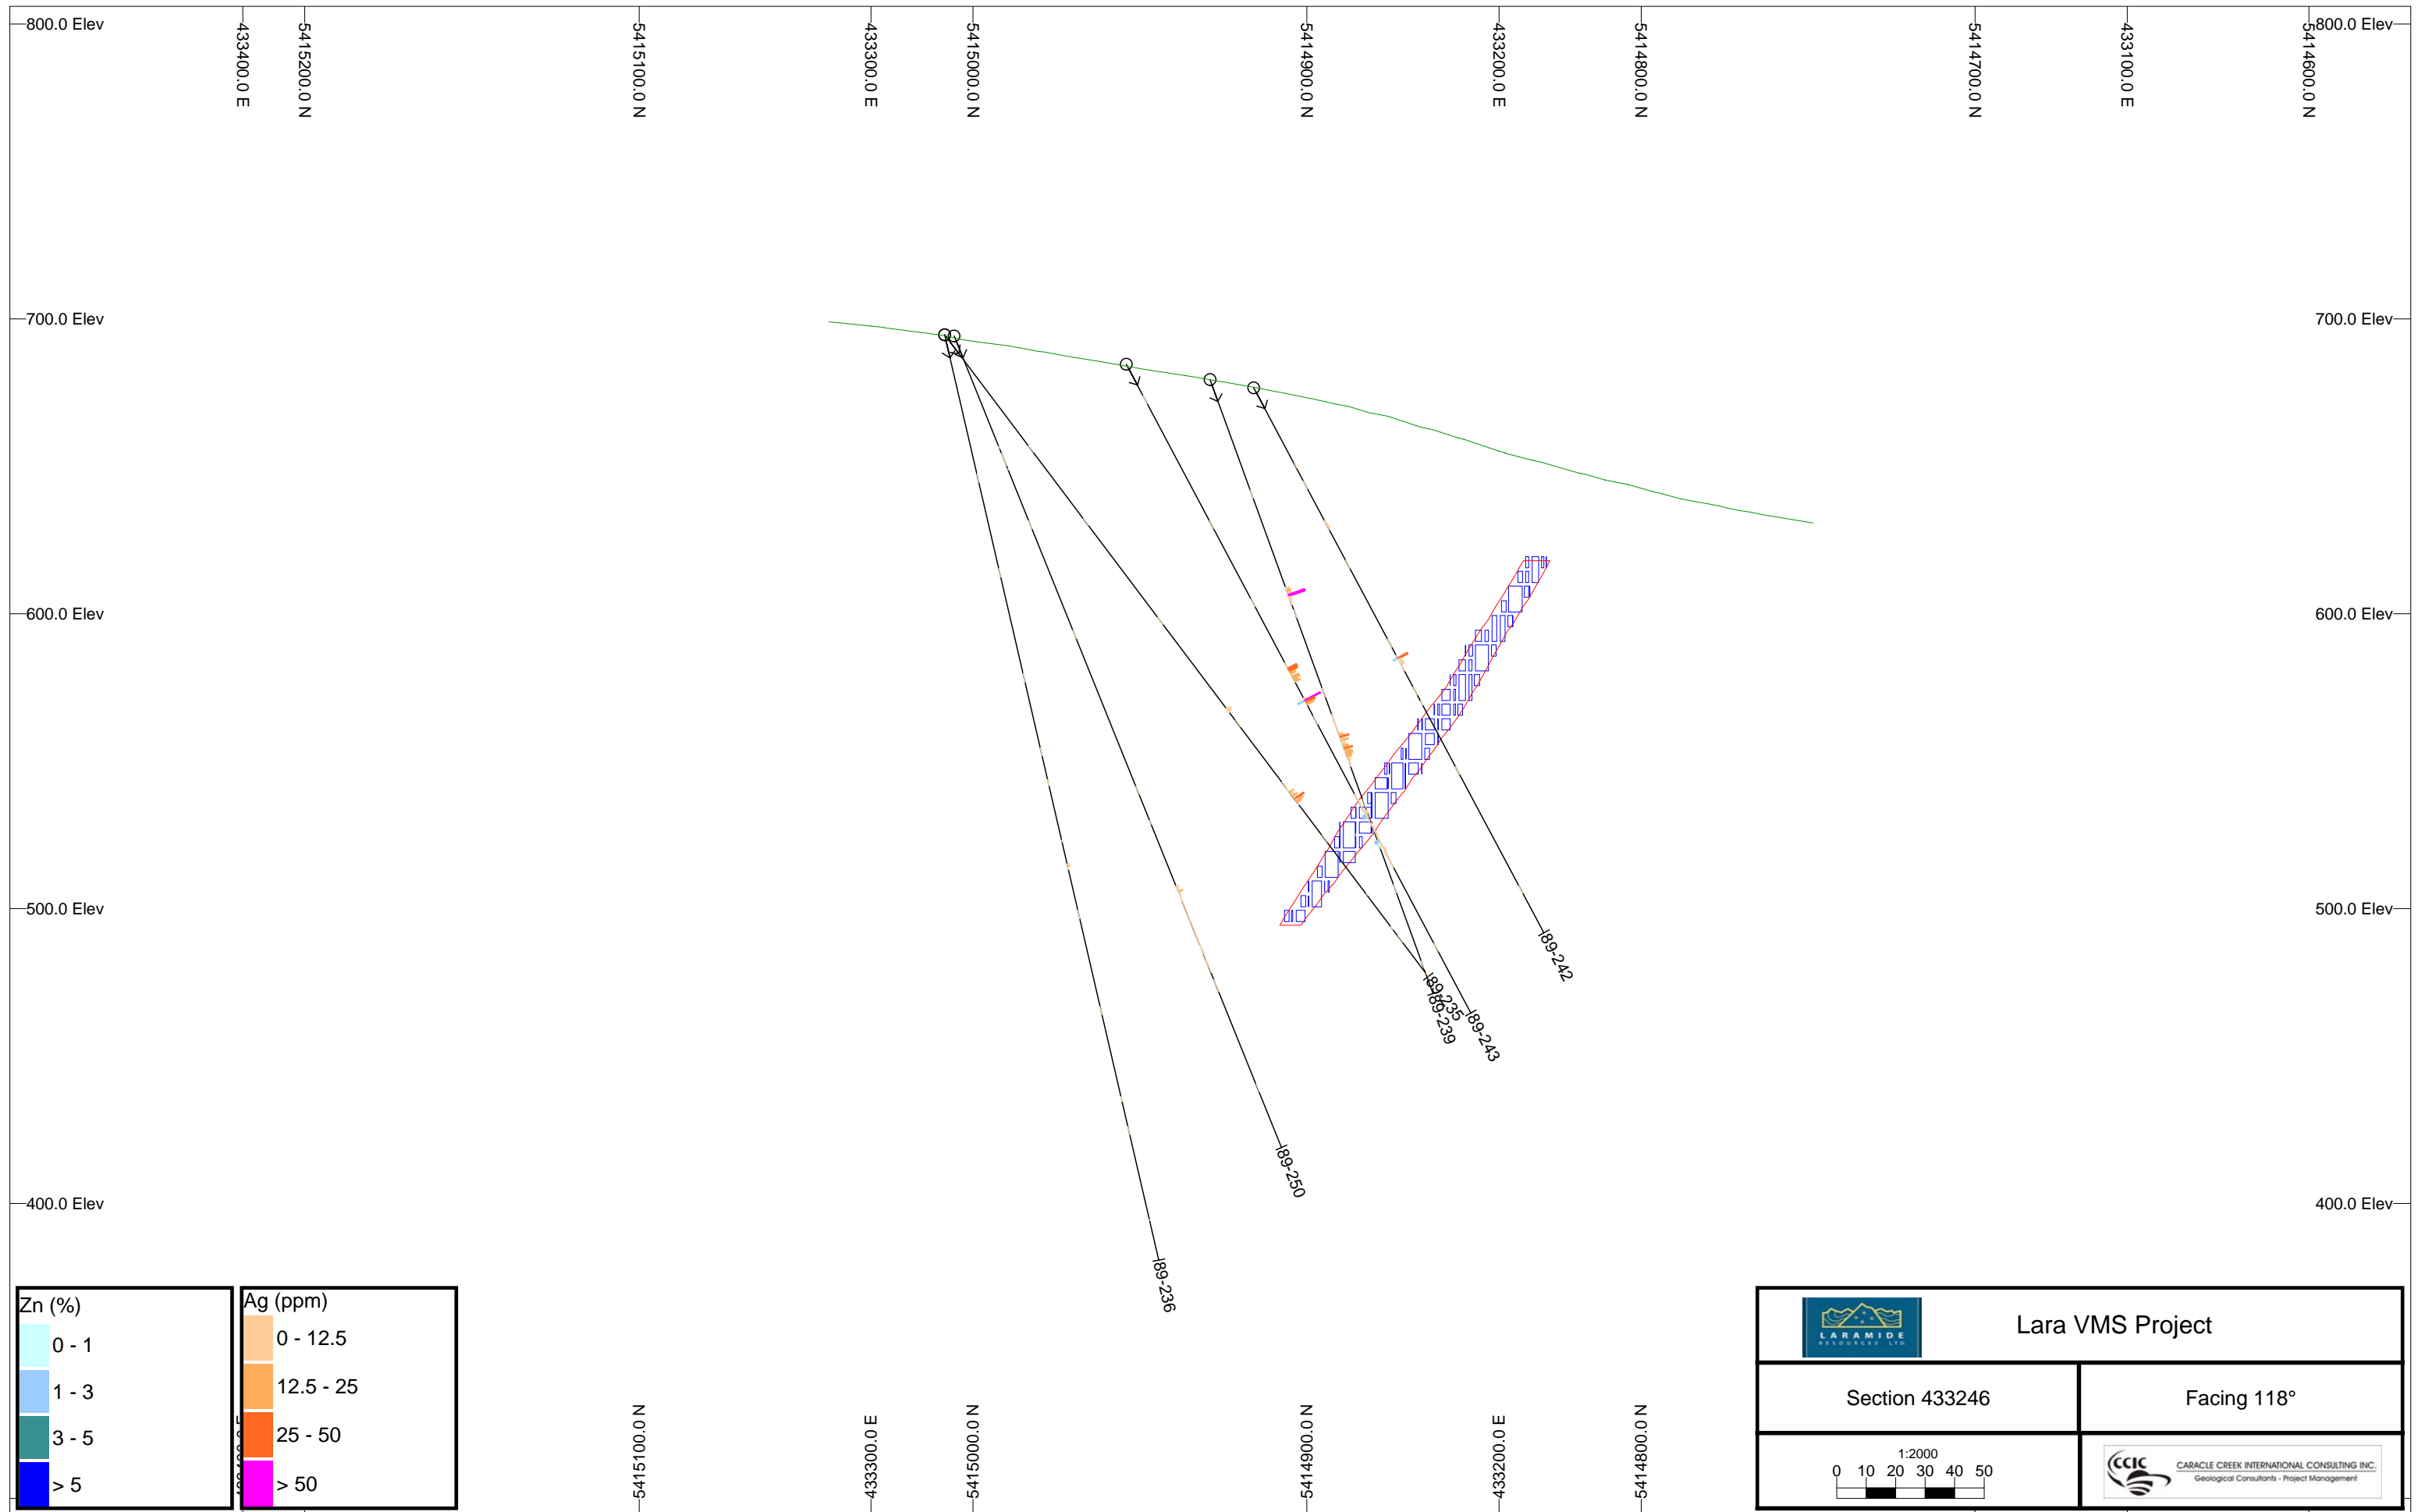 800.0 Elev
433400.0 E
5415200.0 N
5415100.0 N
433300.0 E
5415000.0 N
5414900.0 N
433200.0 E
5414800.0 N
5414700.0 N
433100.0 E
5414600.0 N
800.0 Elev
700.0 Elev
700.0 Elev
600.0 Elev
600.0 Elev
500.0 Elev
500.0 Elev
400.0 Elev
400.0 Elev
I89-242
I89-235
I89-239
I89-243
I89-250
I89-236
Zn (%)
0 - 1
1 - 3
3 - 5
> 5
Ag (ppm)
0 - 12.5
12.5 - 25
25 - 50
> 50
5415100.0 N
433300.0 E
5415000.0 N
5414900.0 N
433200.0 E
5414800.0 N
LARAMIDE
RESOURCES LTD.
Lara VMS Project
Section 433246
Facing 118°
1:2000
0 10 20 30 40 50
CCIC
CARACLE CREEK INTERNATIONAL CONSULTING INC.
Geological Consultants - Project Management